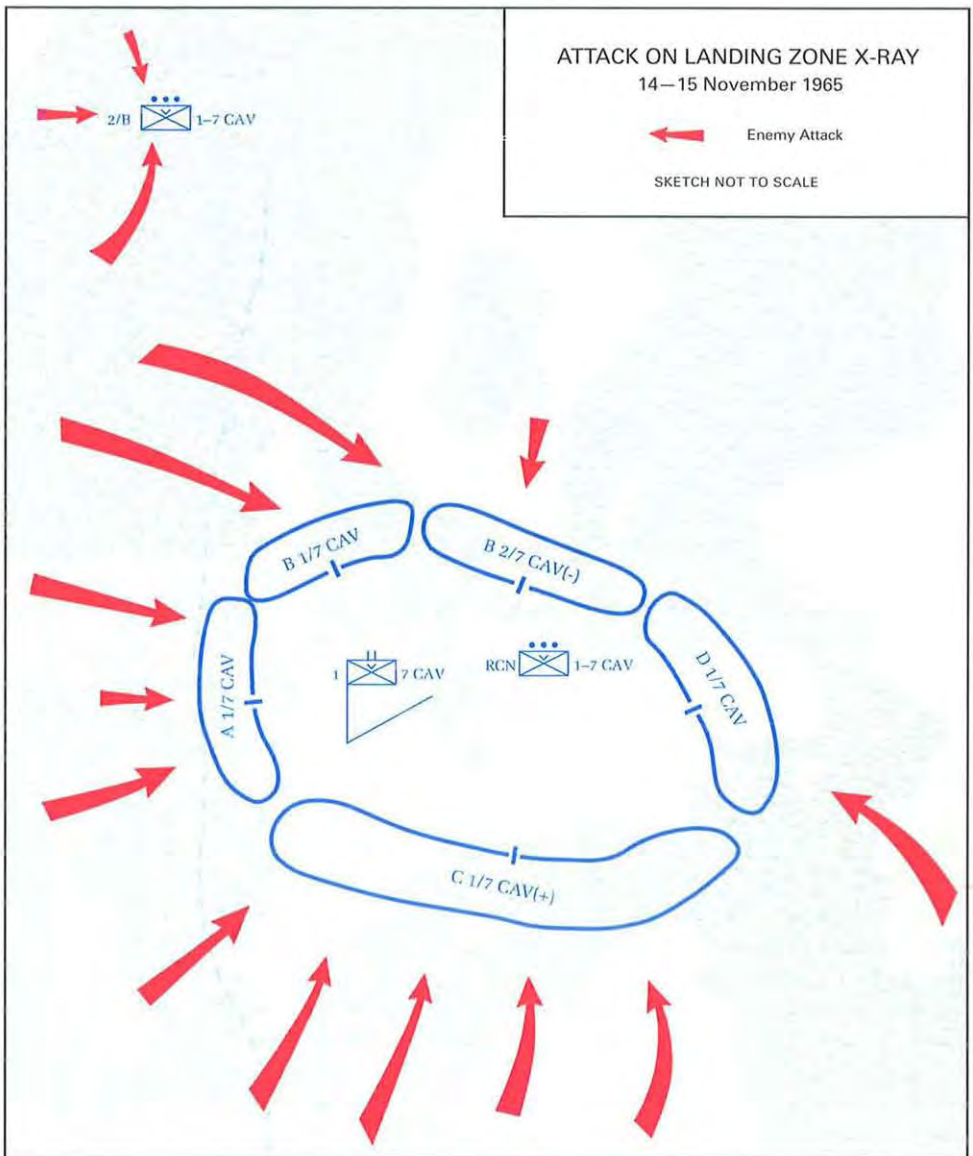 ATTACK ON LANDING ZONE X-RAY
14—15 November 1965
Enemy Attack
SKETCH NOT TO SCALE
2/B 1–7 CAV
B 1/7 CAV
B 2/7 CAV(-)
A 1/7 CAV
1 7 CAV
RCN 1–7 CAV
D 1/7 CAV
C 1/7 CAV(+)